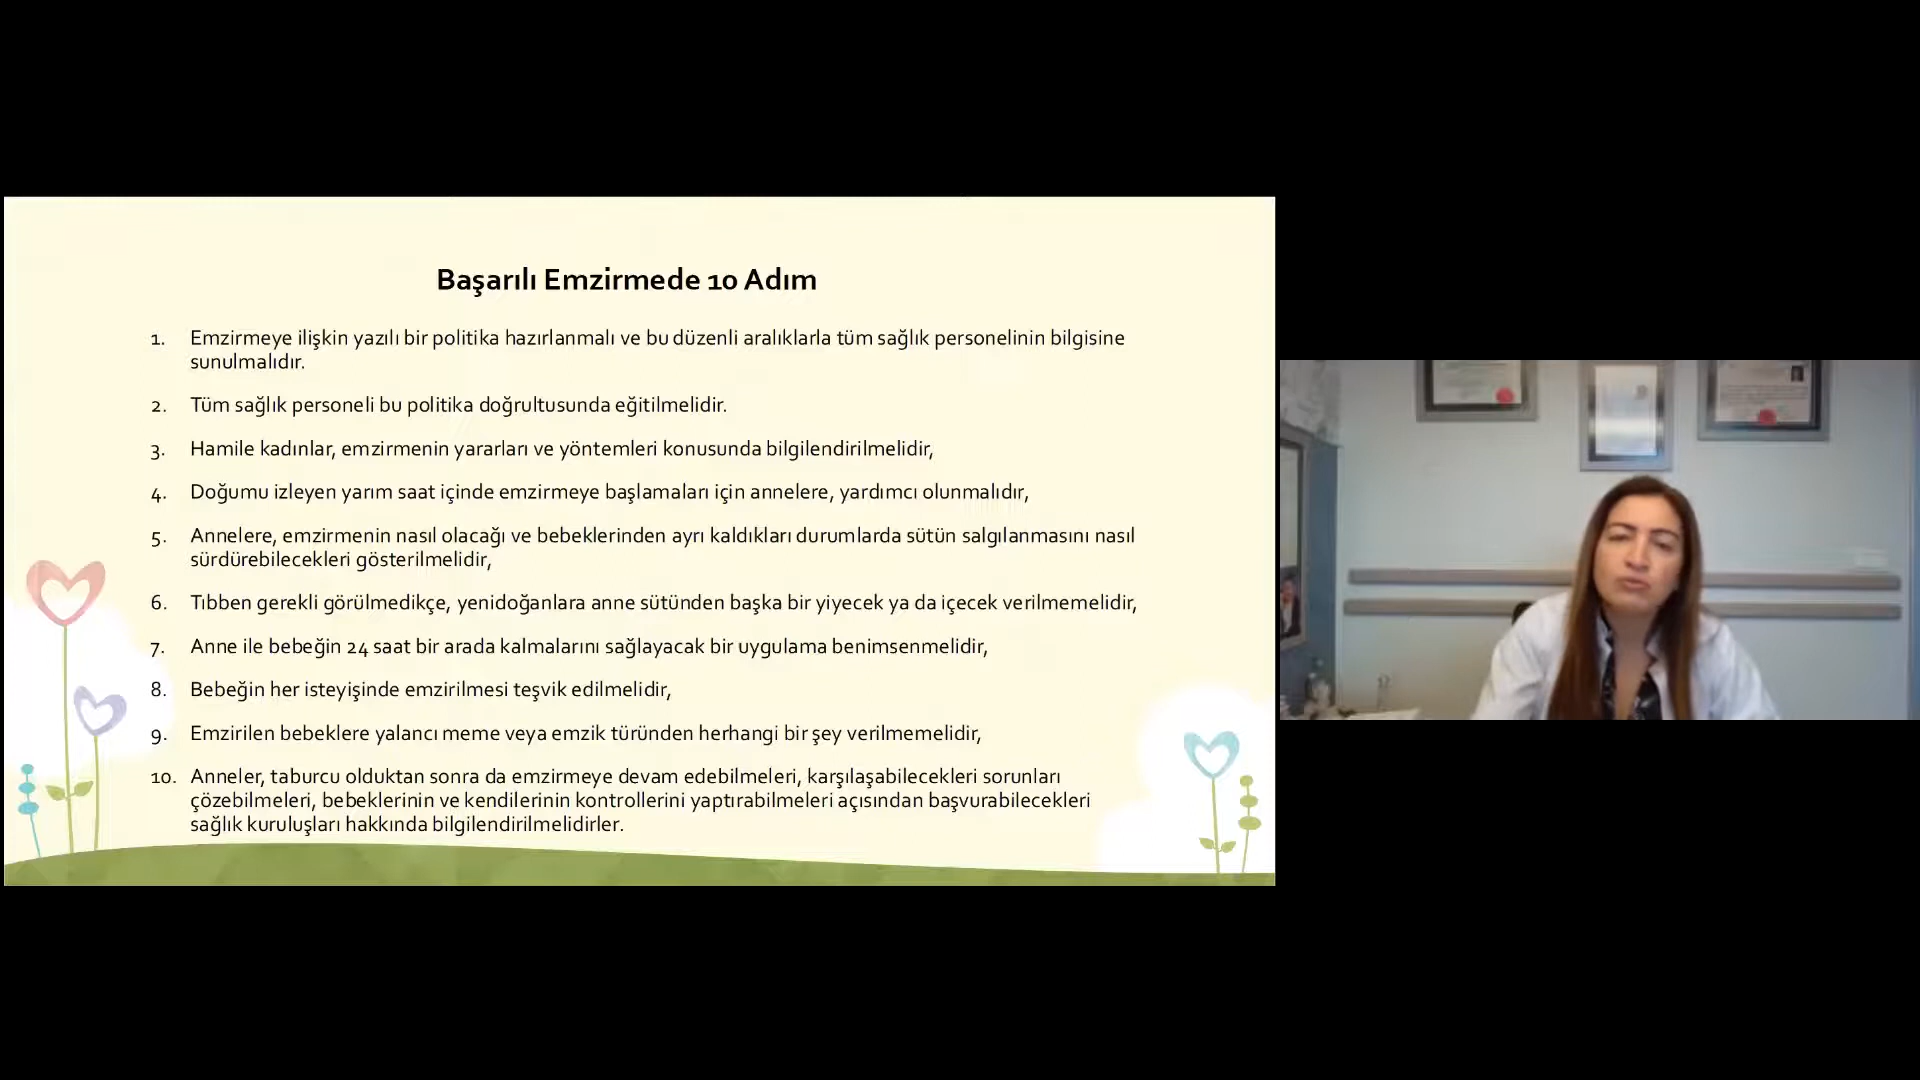 Başarılı Emzirmede 10 Adım
1. Emzirmeye ilişkin yazılı bir politika hazırlanmalı ve bu düzenli aralıklarla tüm sağlık personelinin bilgisine
sunulmalıdır.
2. Tüm sağlık personeli bu politika doğrultusunda eğitilmelidir.
3. Hamile kadınlar, emzirmenin yararları ve yöntemleri konusunda bilgilendirilmelidir,
4. Doğumu izleyen yarım saat içinde emzirmeye başlamaları için annelere, yardımcı olunmalıdır,
5. Annelere, emzirmenin nasıl olacağı ve bebeklerinden ayrı kaldıkları durumlarda sütün salgılanmasını nasıl
sürdürebilecekleri gösterilmelidir,
6. Tıbben gerekli görülmedikçe, yenidoğanlara anne sütünden başka bir yiyecek ya da içecek verilmemelidir,
7. Anne ile bebeğin 24 saat bir arada kalmalarını sağlayacak bir uygulama benimsenmelidir,
8. Bebeğin her isteyişinde emzirilmesi teşvik edilmelidir,
9. Emzirilen bebeklere yalancı meme veya emzik türünden herhangi bir şey verilmemelidir,
10. Anneler, taburcu olduktan sonra da emzirmeye devam edebilmeleri, karşılaşabilecekleri sorunları
çözebilmeleri, bebeklerinin ve kendilerinin kontrollerini yaptırabilmeleri açısından başvurabilecekleri
sağlık kuruluşları hakkında bilgilendirilmelidirler.